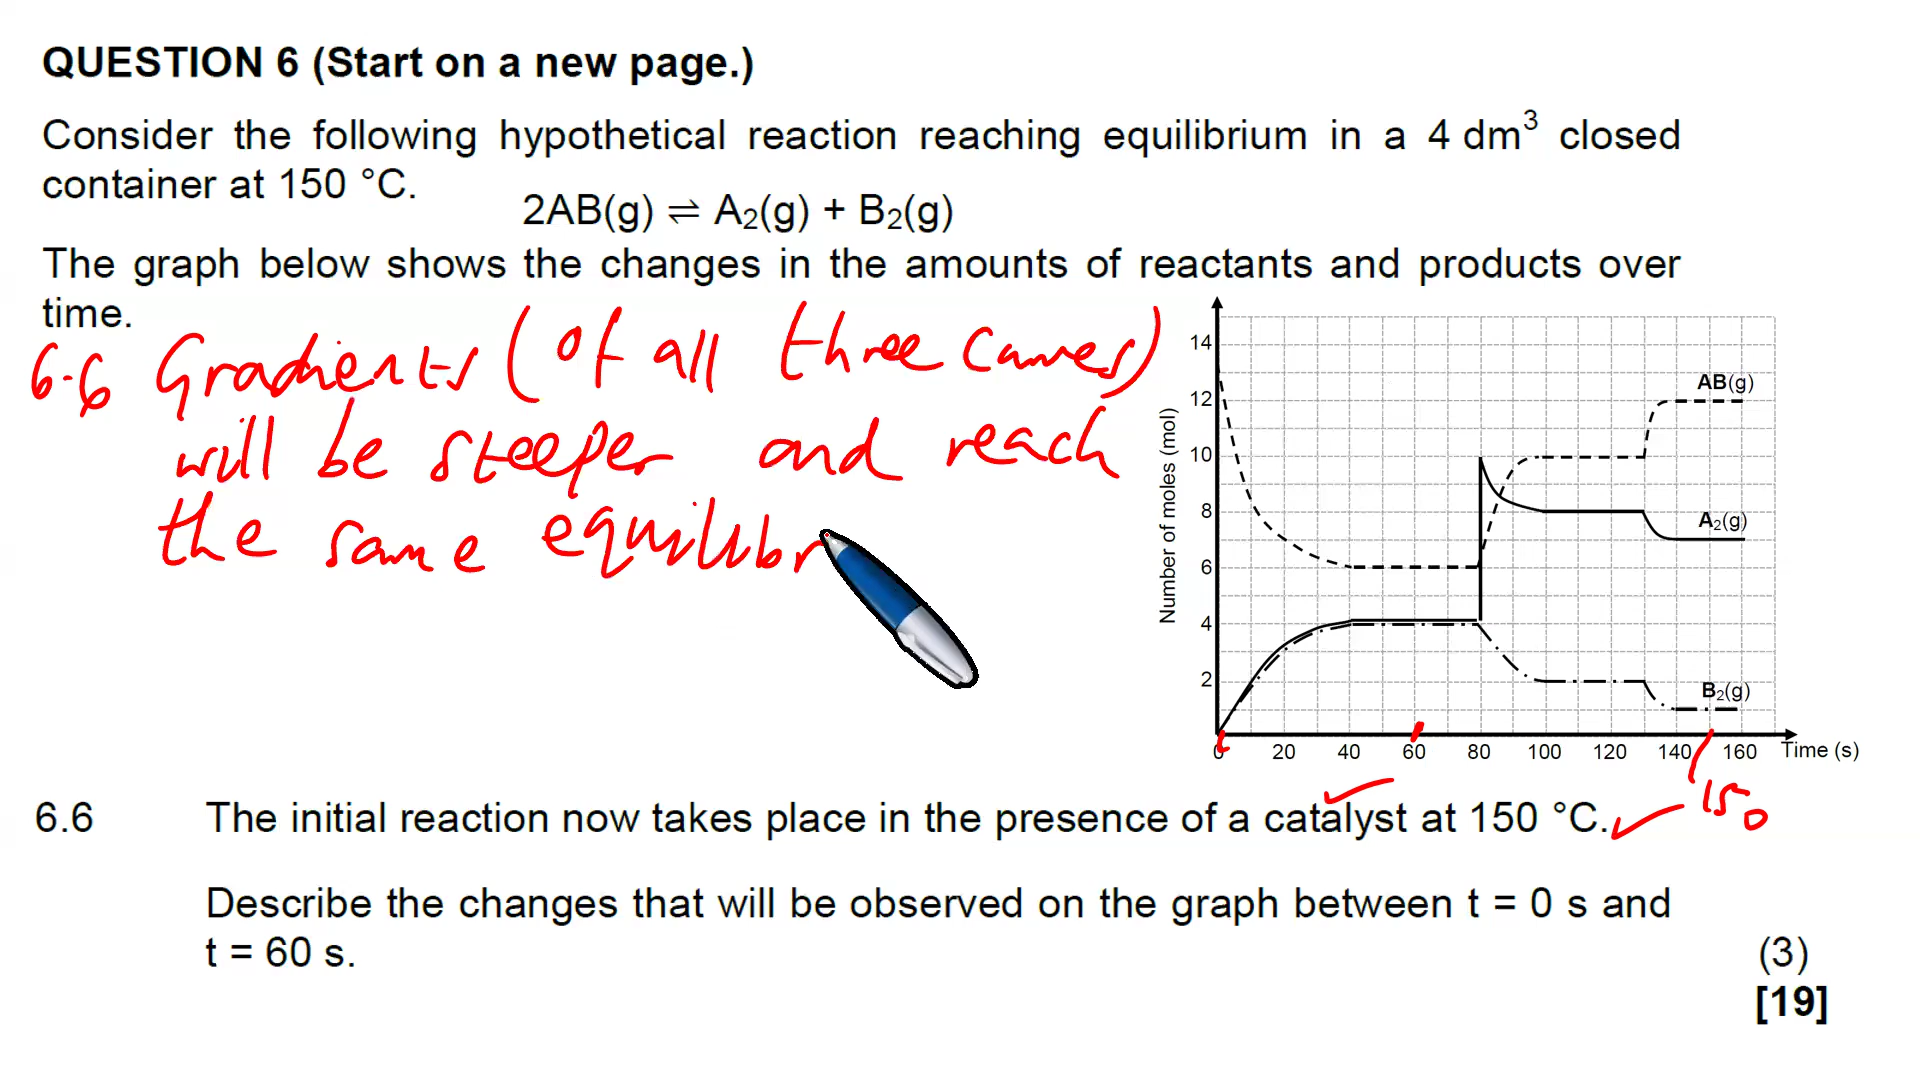 QUESTION 6 (Start on a new page.)
Consider the following hypothetical reaction reaching equilibrium in a 4 dm³ closed
container at 150 °C.
2AB(g) ⇌ A₂(g) + B₂(g)
The graph below shows the changes in the amounts of reactants and products over
time.
6.6 Gradients (of all three curves)
will be steeper and reach
the same equilibr
Number of moles (mol)
14
12
10
8
6
4
2
AB(g)
A₂(g)
B₂(g)
0 20 40 60 80 100 120 140 160 Time (s)
150
6.6 The initial reaction now takes place in the presence of a catalyst at 150 °C.
Describe the changes that will be observed on the graph between t = 0 s and
t = 60 s.
(3)
[19]